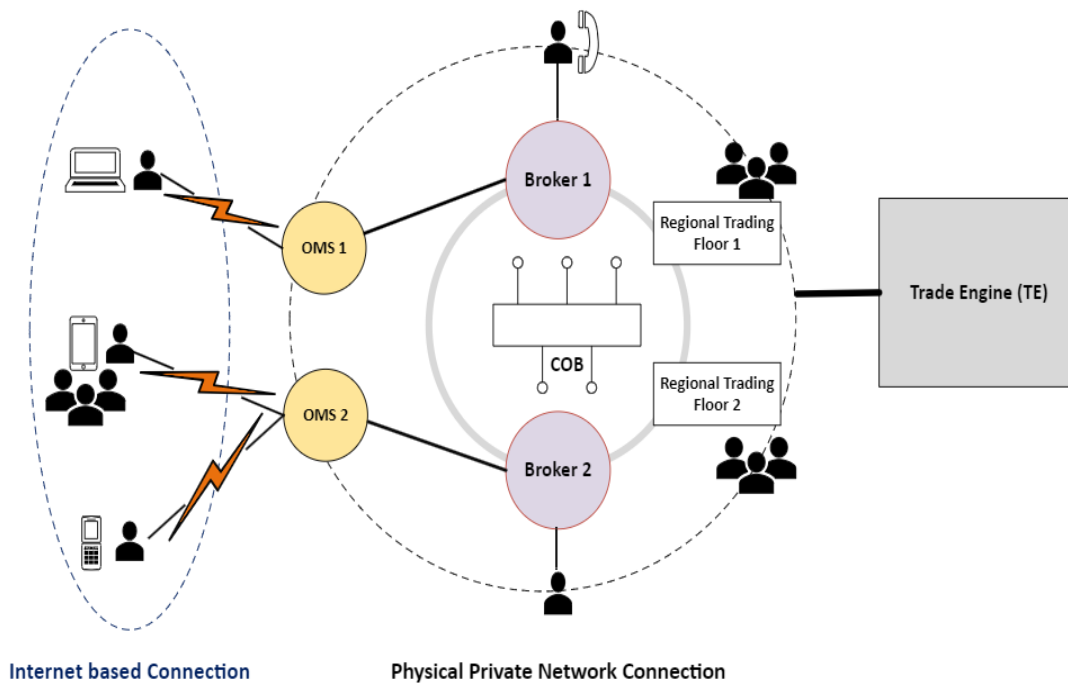 Broker 1
Regional Trading
Floor 1
OMS 1
Trade Engine (TE)
COB
Regional Trading
Floor 2
OMS 2
Broker 2
Internet based Connection
Physical Private Network Connection